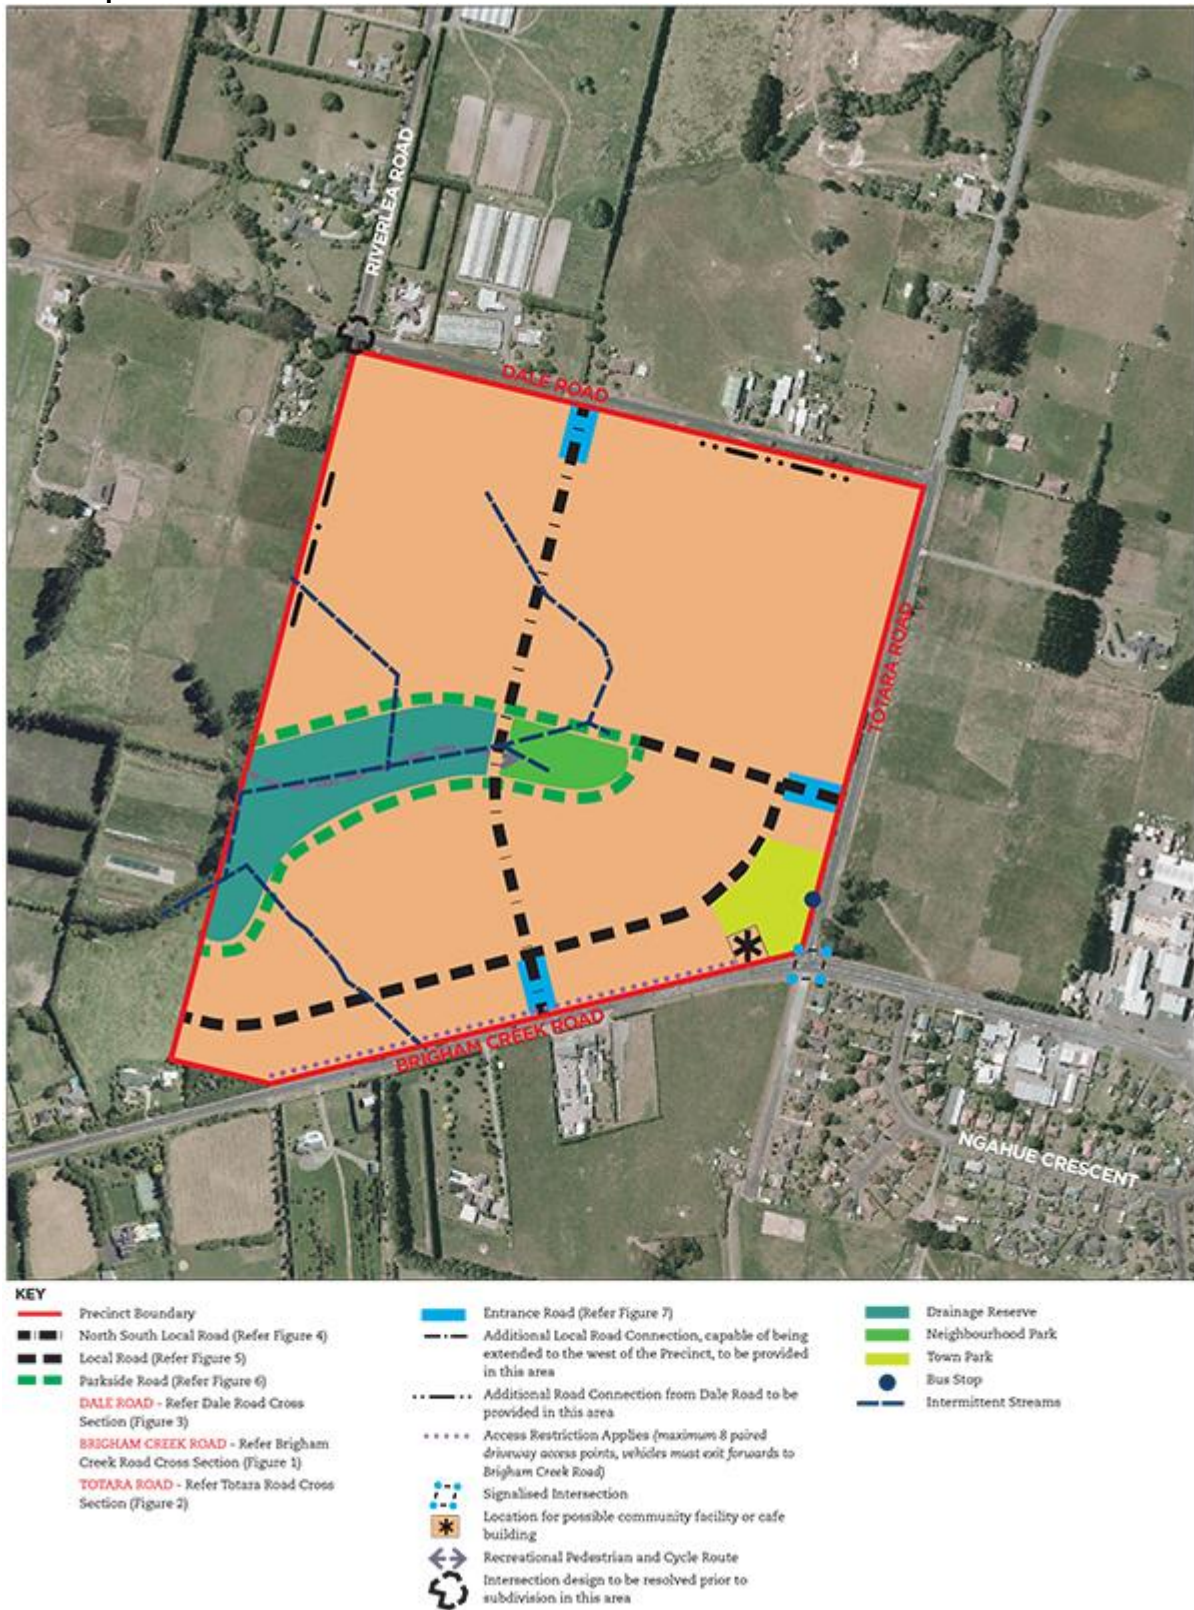 RIVERLEA ROAD
DALE ROAD
TOTARA ROAD
BRIGHAM CREEK ROAD
NGAHUE CRESCENT
KEY
Precinct Boundary
North South Local Road (Refer Figure 4)
Local Road (Refer Figure 5)
Parkside Road (Refer Figure 6)
DALE ROAD - Refer Dale Road Cross
Section (Figure 3)
BRIGHAM CREEK ROAD - Refer Brigham
Creek Road Cross Section (Figure 1)
TOTARA ROAD - Refer Totara Road Cross
Section (Figure 2)
Entrance Road (Refer Figure 7)
Additional Local Road Connection, capable of being
extended to the west of the Precinct, to be provided
in this area
Additional Road Connection from Dale Road to be
provided in this area
Access Restriction Applies (maximum 8 paired
driveway access points, vehicles must exit forwards to
Brigham Creek Road)
Signalised Intersection
Location for possible community facility or cafe
building
Recreational Pedestrian and Cycle Route
Intersection design to be resolved prior to
subdivision in this area
Drainage Reserve
Neighbourhood Park
Town Park
Bus Stop
Intermittent Streams